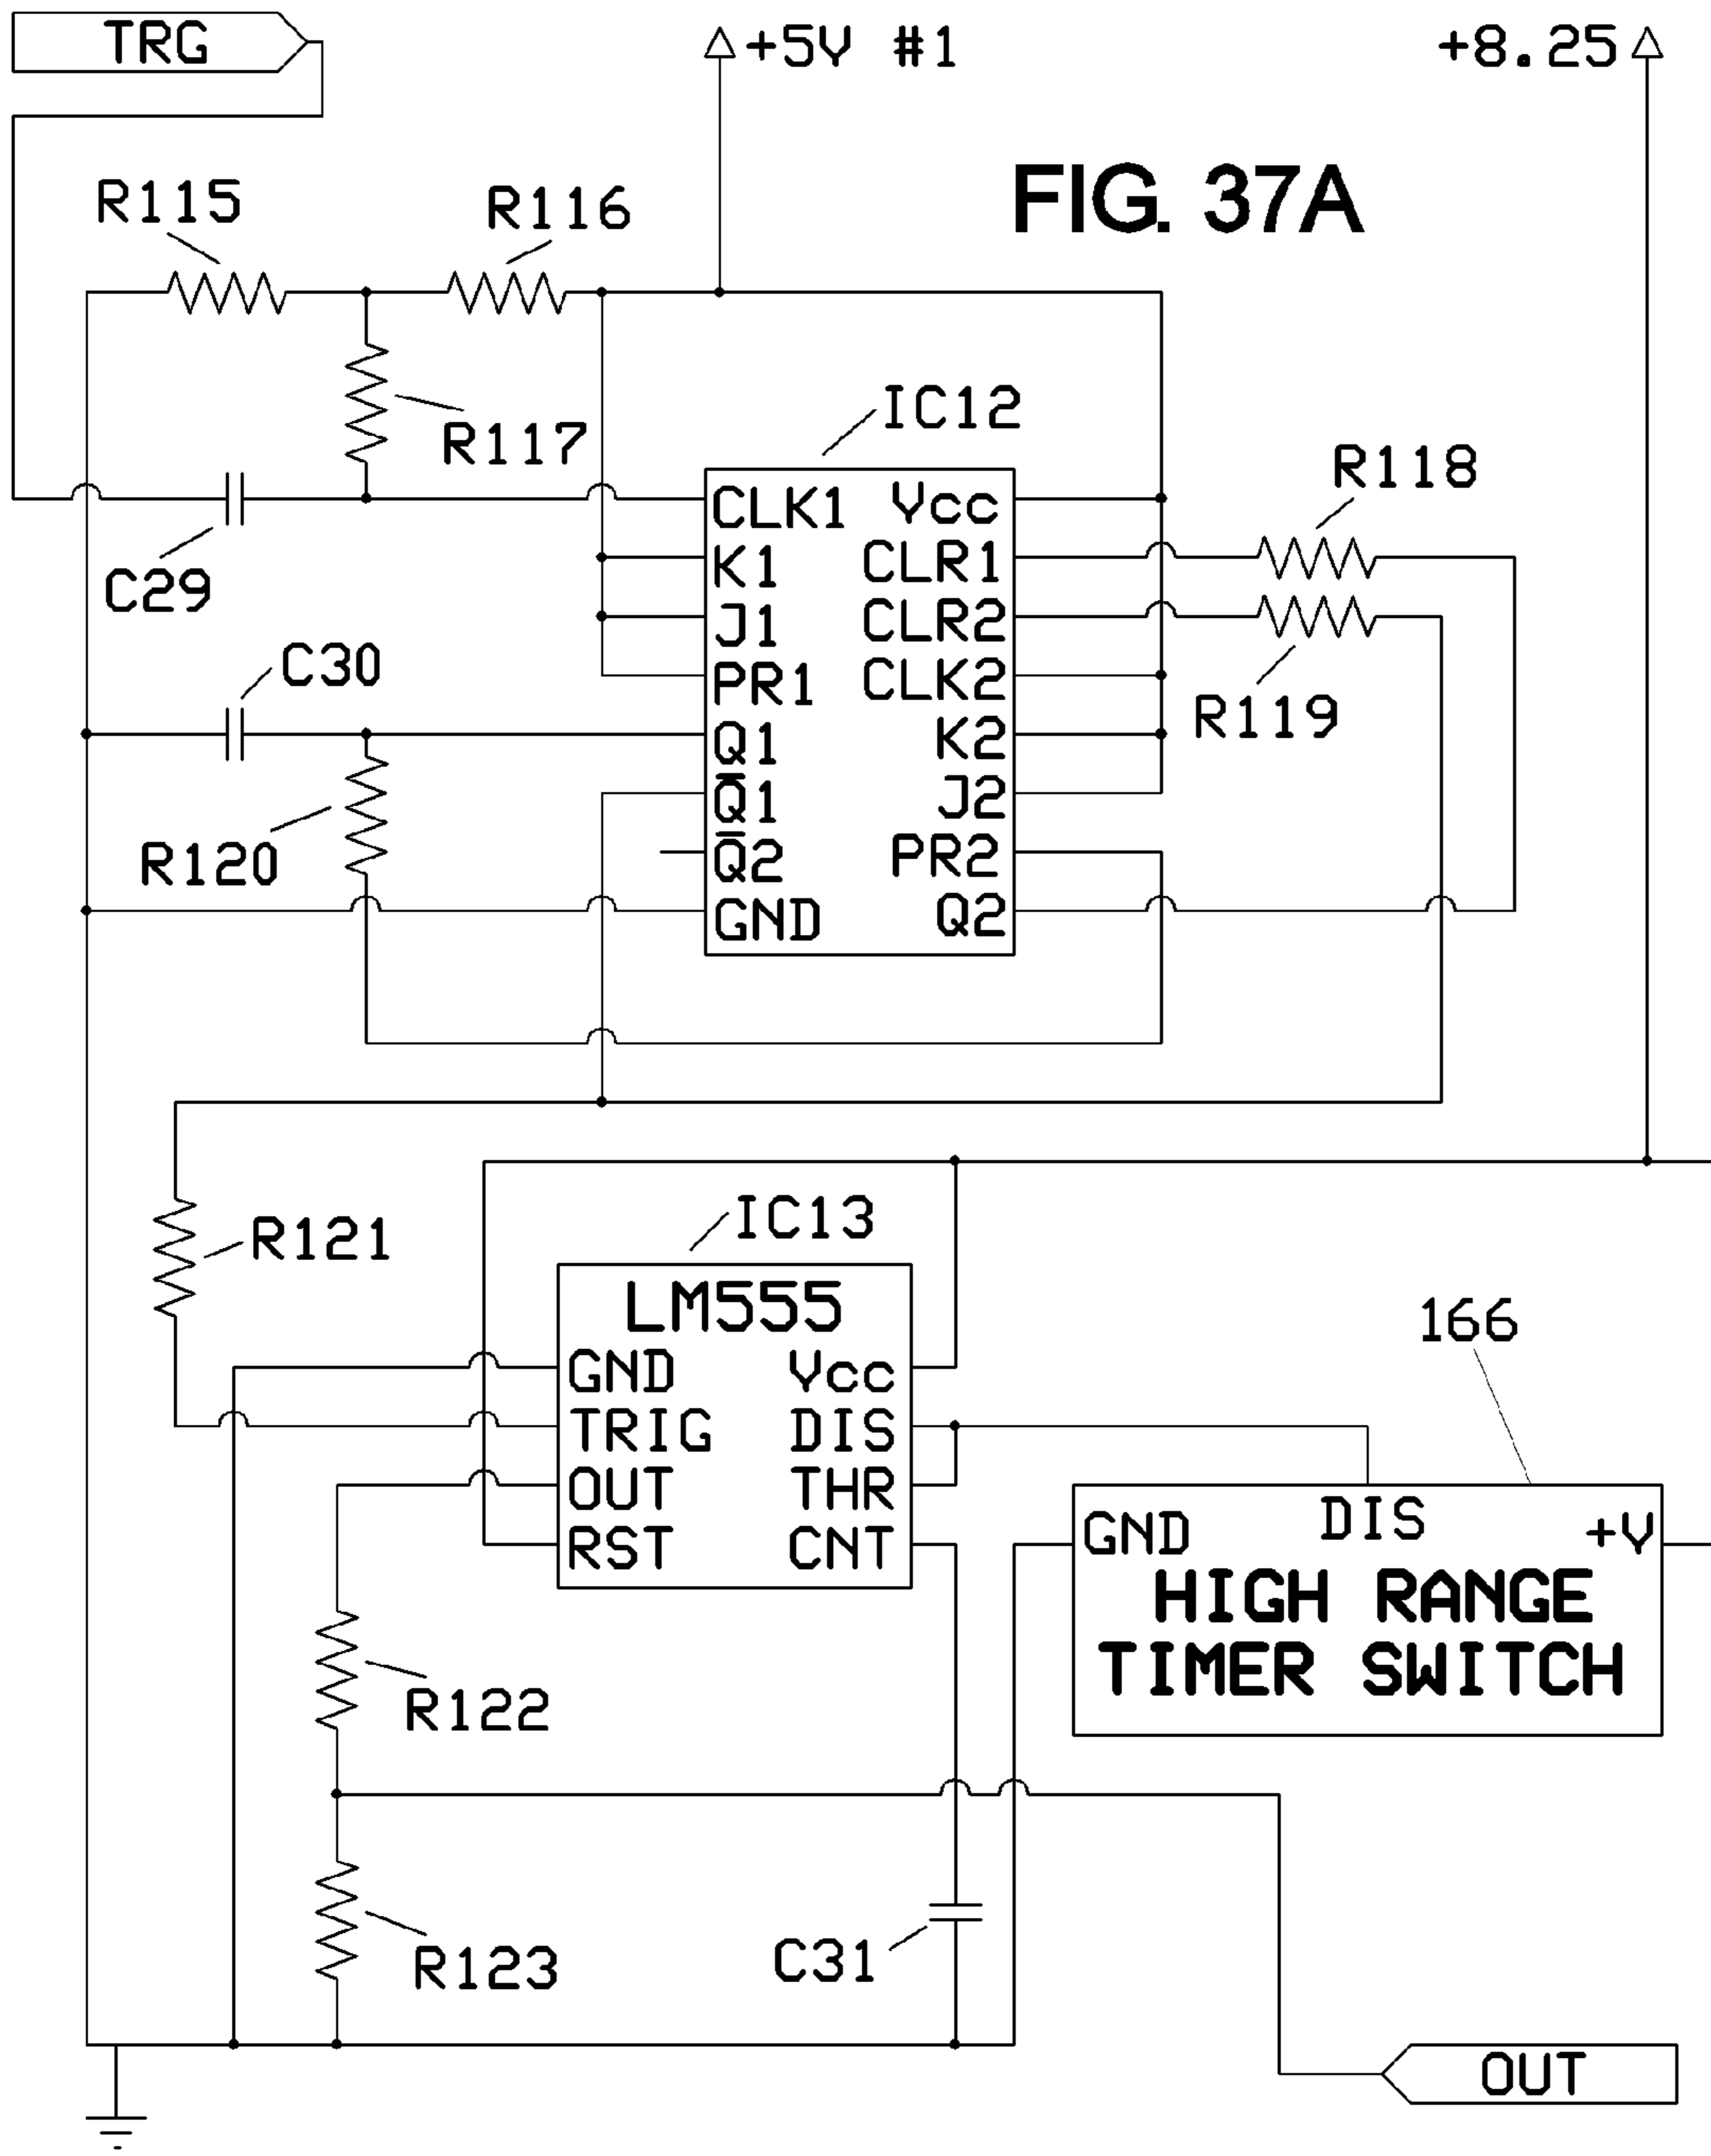 TRG
+5V #1
+8.25
FIG. 37A
R115
R116
R117
IC12
R118
C29
CLK1
K1
J1
PR1
Q1
Q̅1
Q̅2
GND
Vcc
CLR1
CLR2
CLK2
K2
J2
PR2
Q2
C30
R119
R120
R121
IC13
LM555
GND
TRIG
OUT
RST
Vcc
DIS
THR
CNT
166
GND
DIS
+V
HIGH RANGE
TIMER SWITCH
R122
R123
C31
OUT